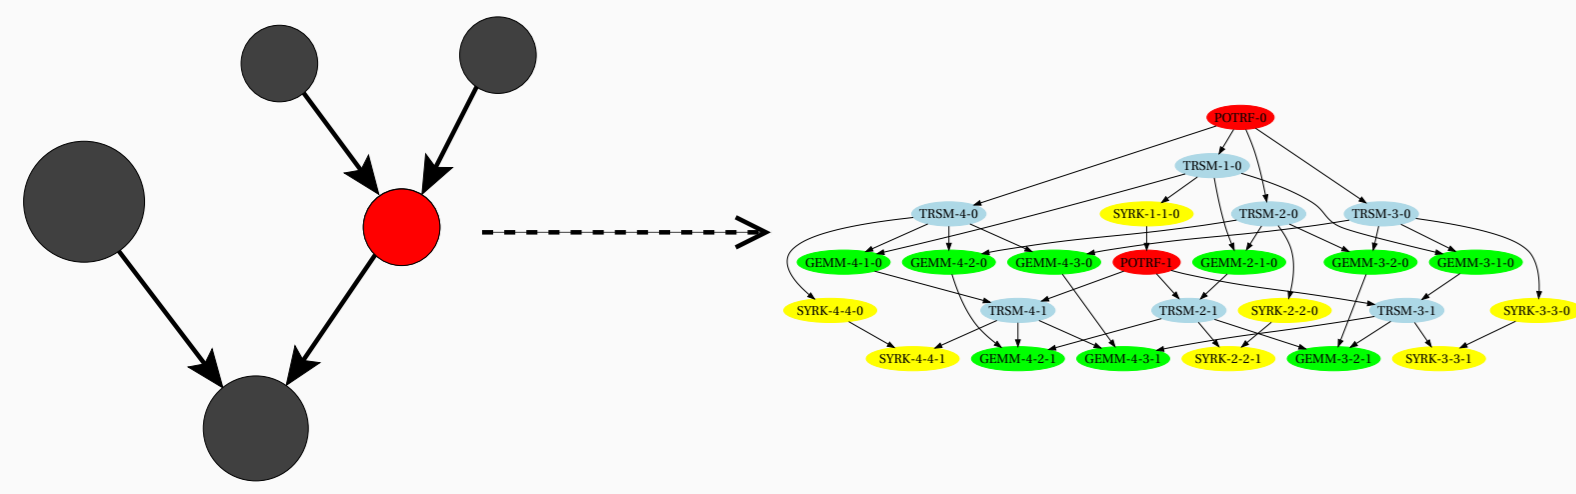 POTRF-0
TRSM-1-0
TRSM-4-0 SYRK-1-1-0 TRSM-2-0 TRSM-3-0
GEMM-4-1-0 GEMM-4-2-0 GEMM-4-3-0 POTRF-1 GEMM-2-1-0 GEMM-3-2-0 GEMM-3-1-0
SYRK-4-4-0 TRSM-4-1 TRSM-2-1 SYRK-2-2-0 TRSM-3-1 SYRK-3-3-0
SYRK-4-4-1 GEMM-4-2-1 GEMM-4-3-1 SYRK-2-2-1 GEMM-3-2-1 SYRK-3-3-1